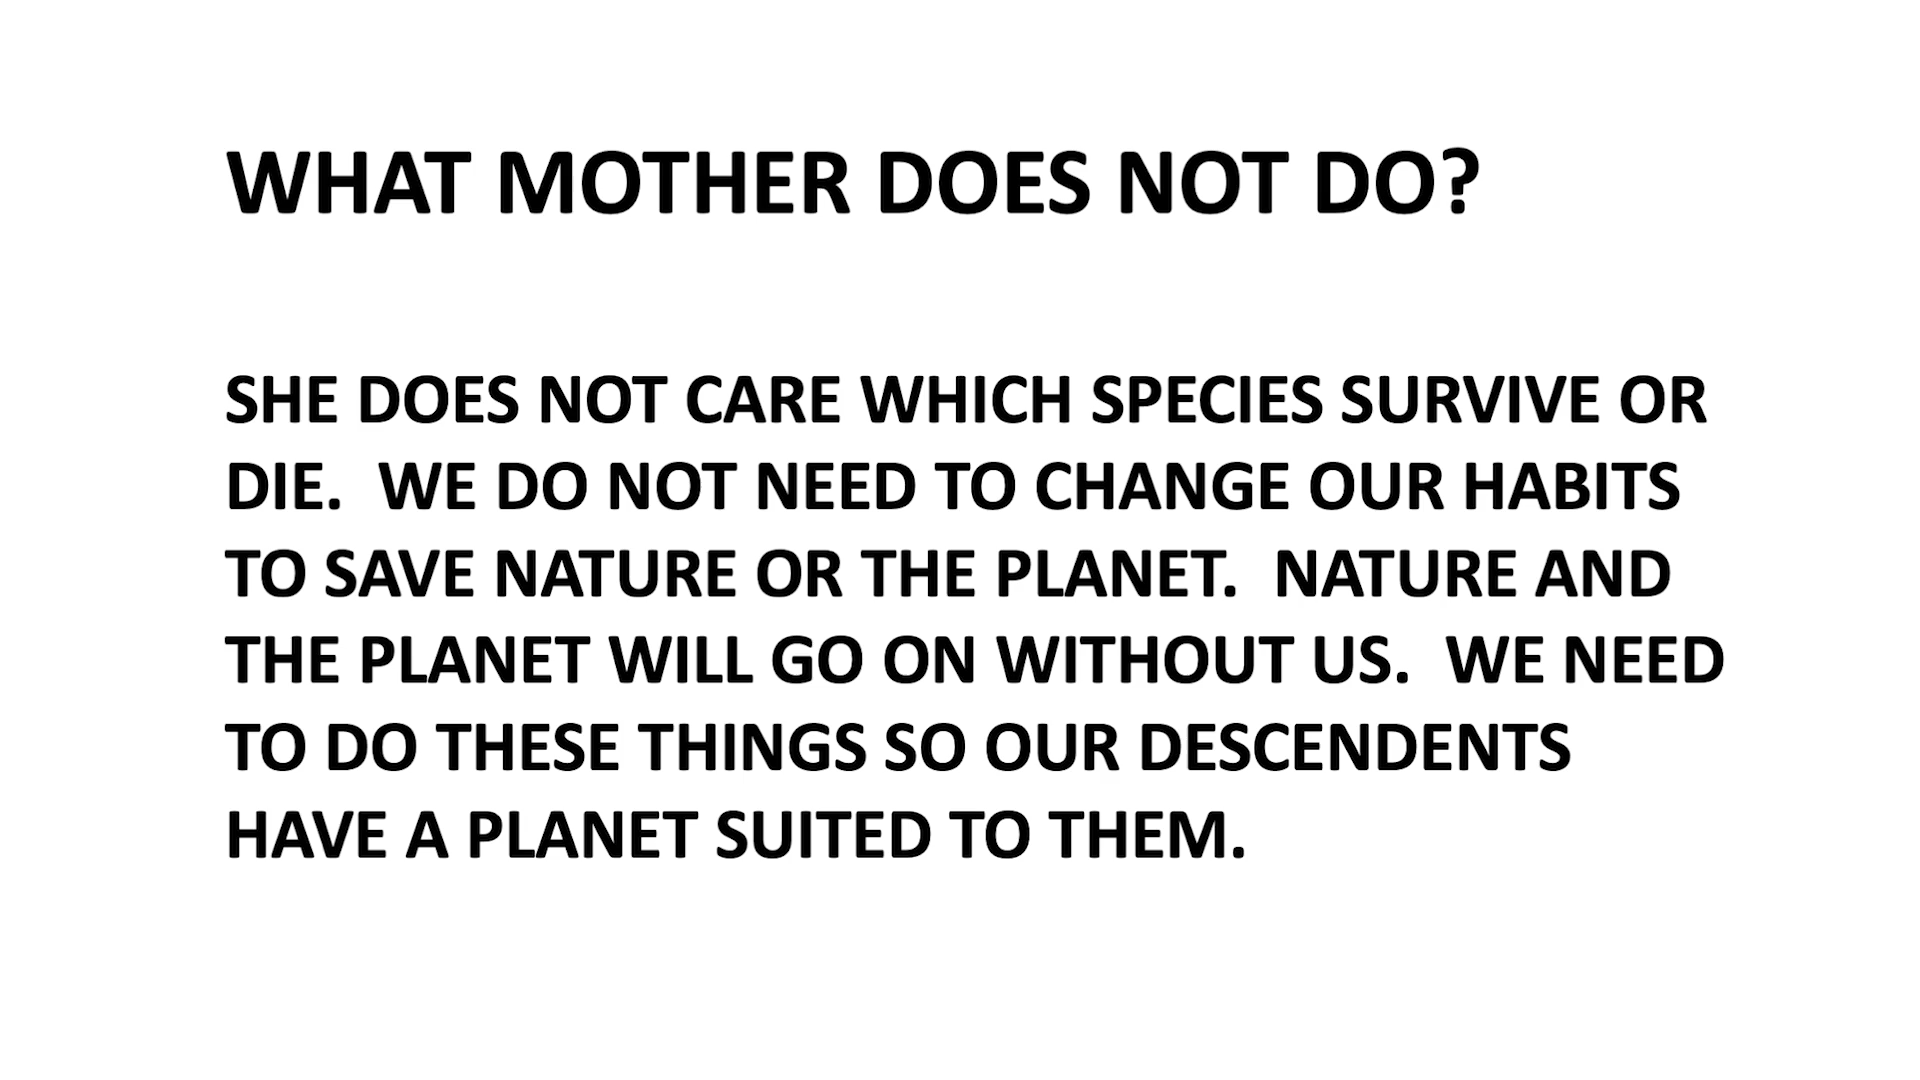 WHAT MOTHER DOES NOT DO?
SHE DOES NOT CARE WHICH SPECIES SURVIVE OR
DIE.  WE DO NOT NEED TO CHANGE OUR HABITS
TO SAVE NATURE OR THE PLANET.  NATURE AND
THE PLANET WILL GO ON WITHOUT US.  WE NEED
TO DO THESE THINGS SO OUR DESCENDENTS
HAVE A PLANET SUITED TO THEM.